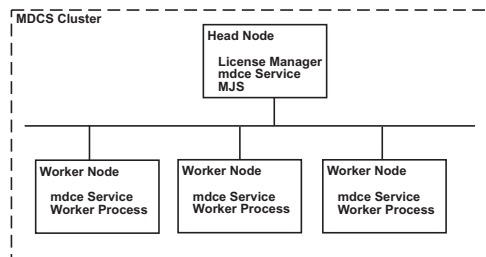 MDCS Cluster
Head Node
License Manager
mdce Service
MJS
Worker Node
mdce Service
Worker Process
Worker Node
mdce Service
Worker Process
Worker Node
mdce Service
Worker Process